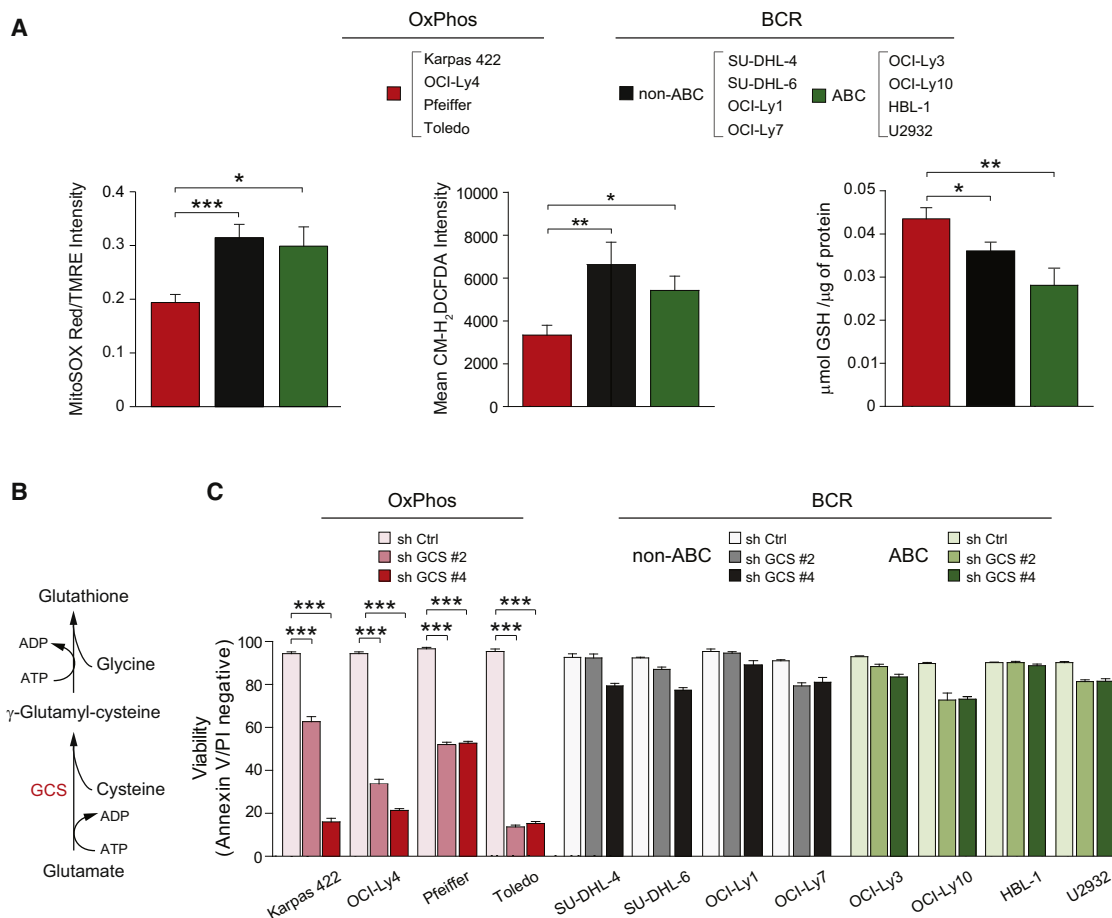 A
OxPhos
BCR
Karpas 422
OCI-Ly4
Pfeiffer
Toledo
non-ABC
SU-DHL-4
SU-DHL-6
OCI-Ly1
OCI-Ly7
ABC
OCI-Ly3
OCI-Ly10
HBL-1
U2932
MitoSOX Red/TMRE Intensity
0.4
0.3
0.2
0.1
0
***
*
Mean CM-H₂DCFDA Intensity
10000
8000
6000
4000
2000
0
**
*
µmol GSH /µg of protein
0.05
0.04
0.03
0.02
0.01
0
*
**
B
Glutathione
ADP
Glycine
ATP
γ-Glutamyl-cysteine
GCS
Cysteine
ADP
ATP
Glutamate
C
OxPhos
BCR
sh Ctrl
sh GCS #2
sh GCS #4
non-ABC
sh Ctrl
sh GCS #2
sh GCS #4
ABC
sh Ctrl
sh GCS #2
sh GCS #4
Viability
(Annexin V/PI negative)
100
80
60
40
20
0
*** *** *** ***
*** *** *** ***
Karpas 422
OCI-Ly4
Pfeiffer
Toledo
SU-DHL-4
SU-DHL-6
OCI-Ly1
OCI-Ly7
OCI-Ly3
OCI-Ly10
HBL-1
U2932